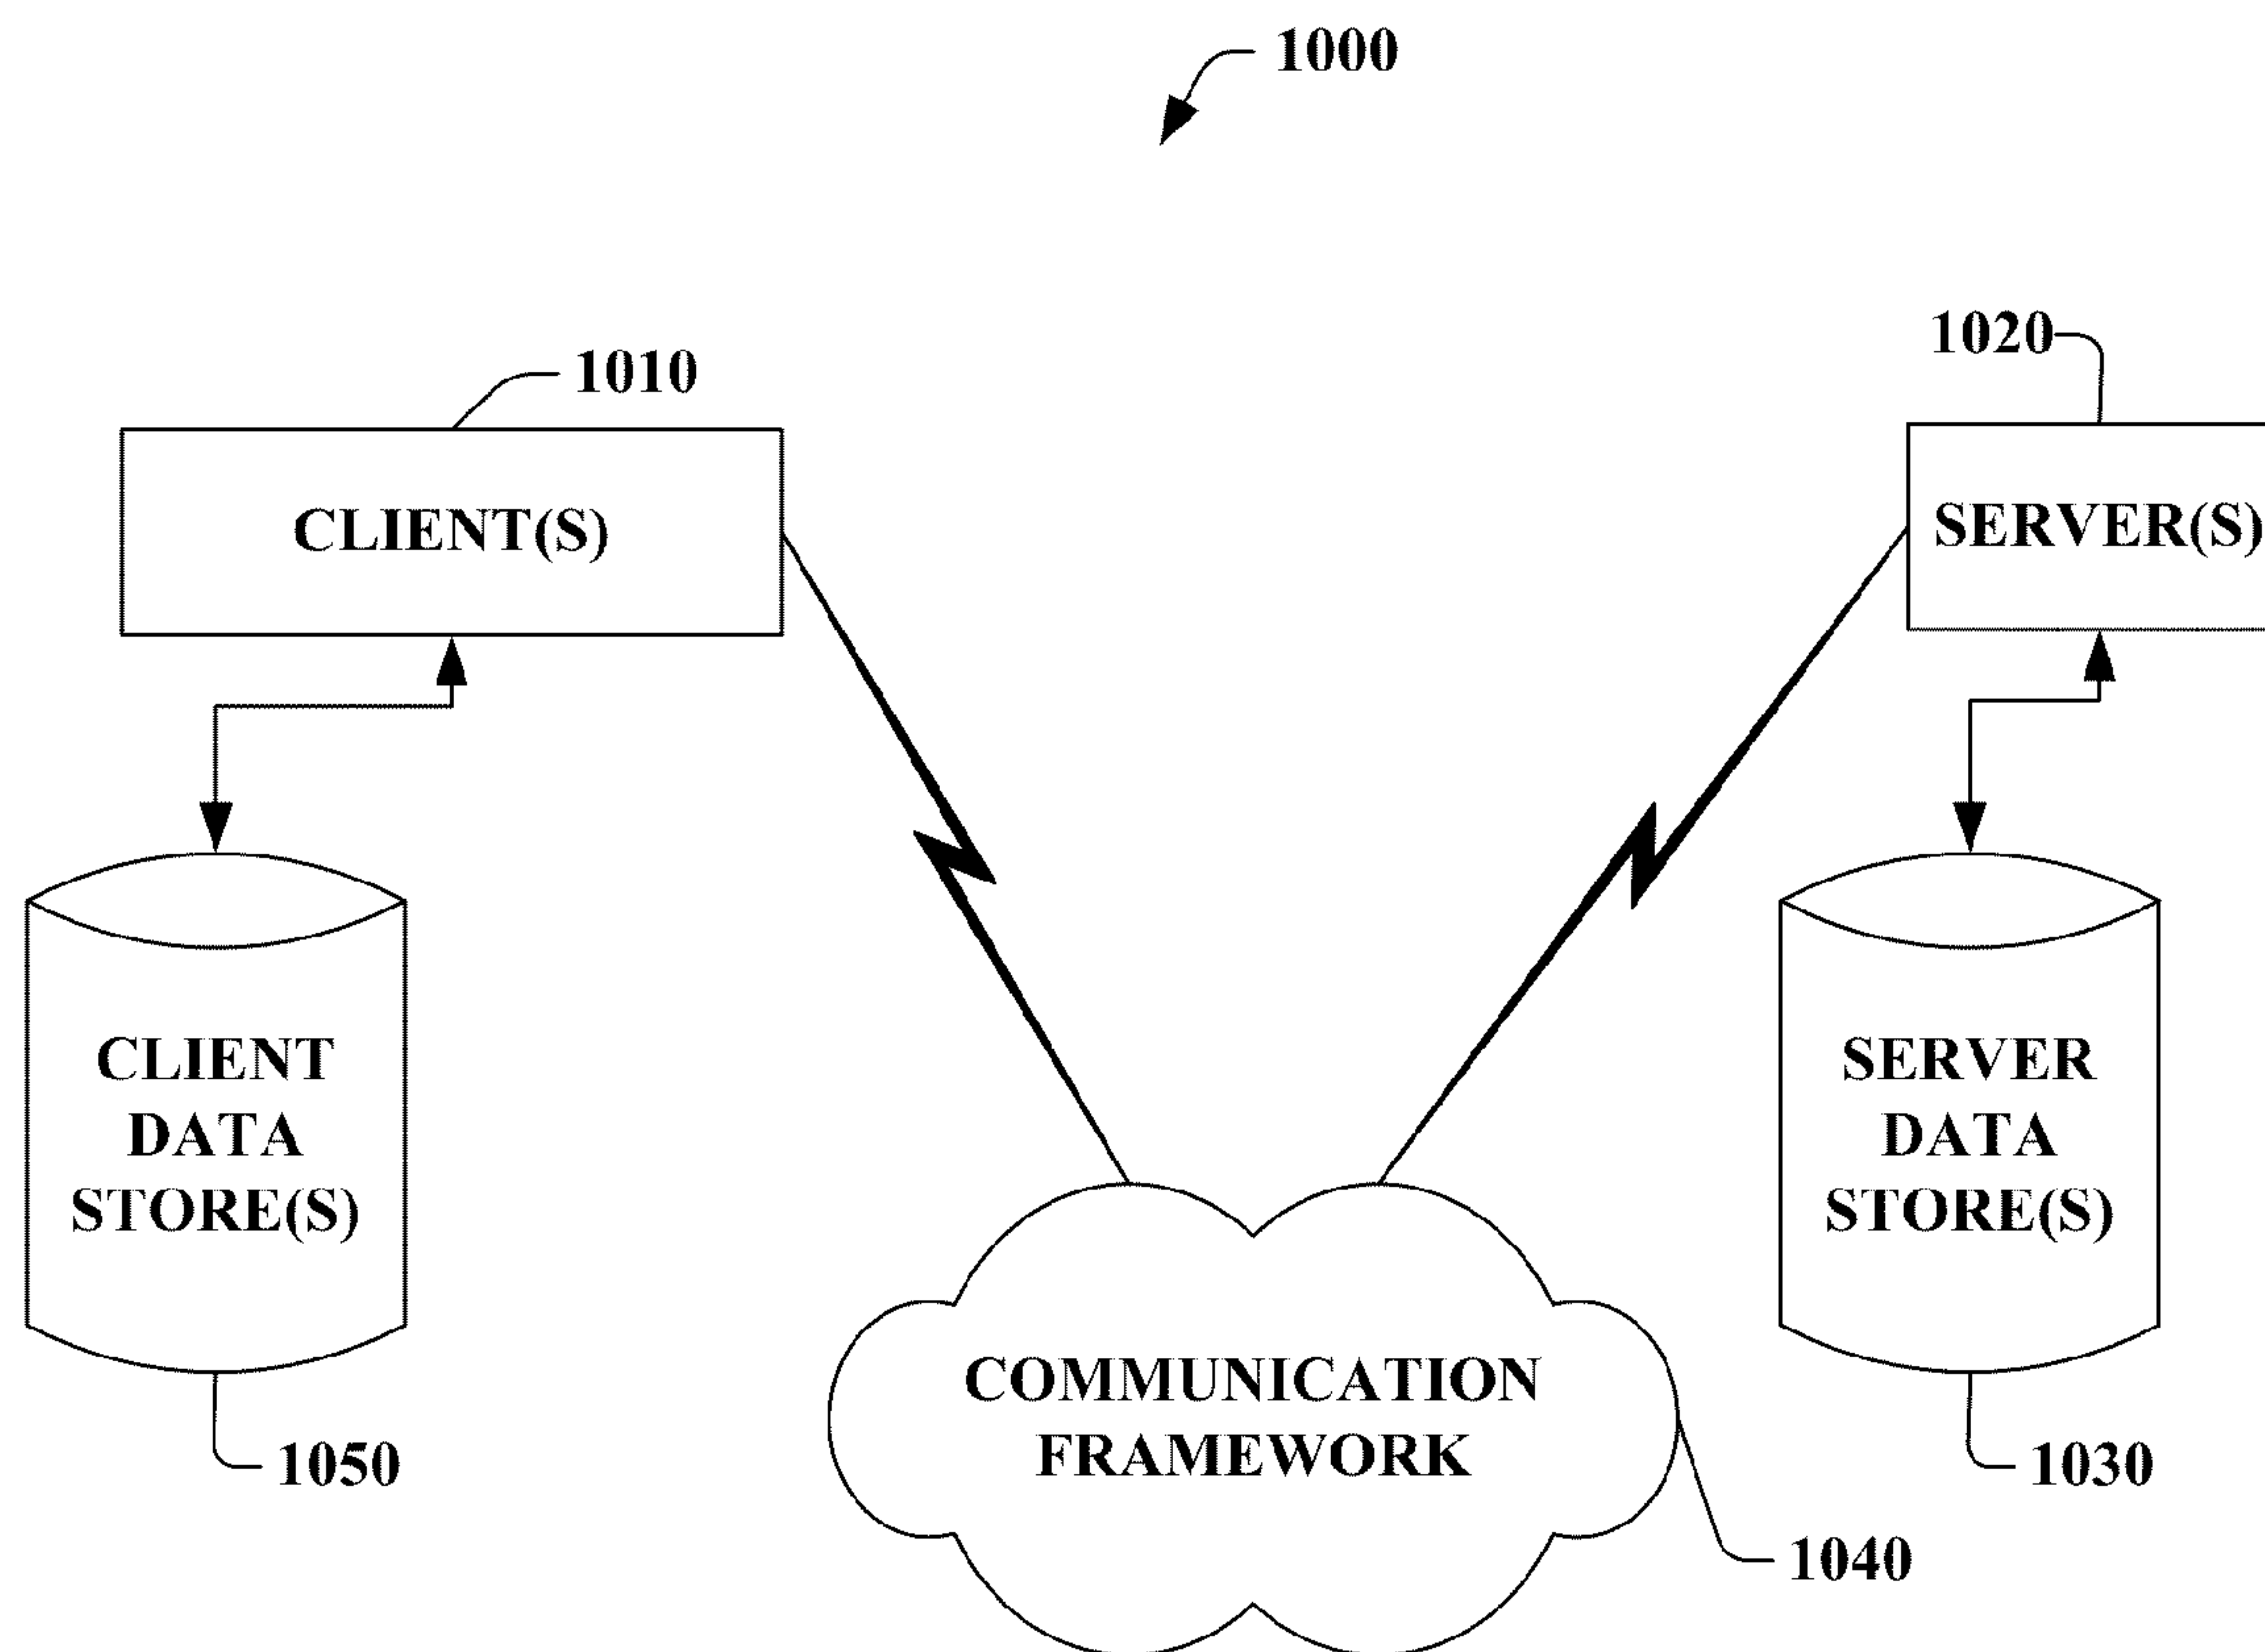 1000
1010
1020
CLIENT(S)
SERVER(S)
CLIENT
DATA
STORE(S)
SERVER
DATA
STORE(S)
COMMUNICATION
FRAMEWORK
1050
1030
1040